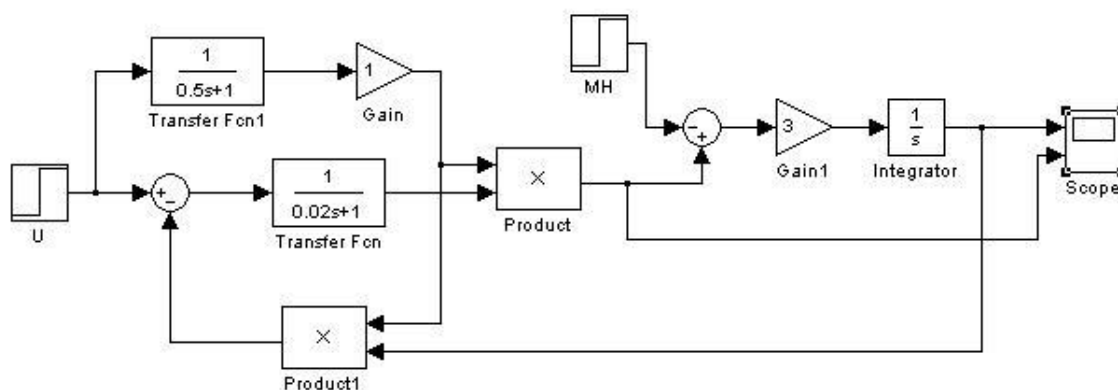 1
0.5s+1
Transfer Fcn1
1
Gain
MH
-
+
3
Gain1
1
s
Integrator
Scope
U
+
-
1
0.02s+1
Transfer Fcn
×
Product
×
Product1